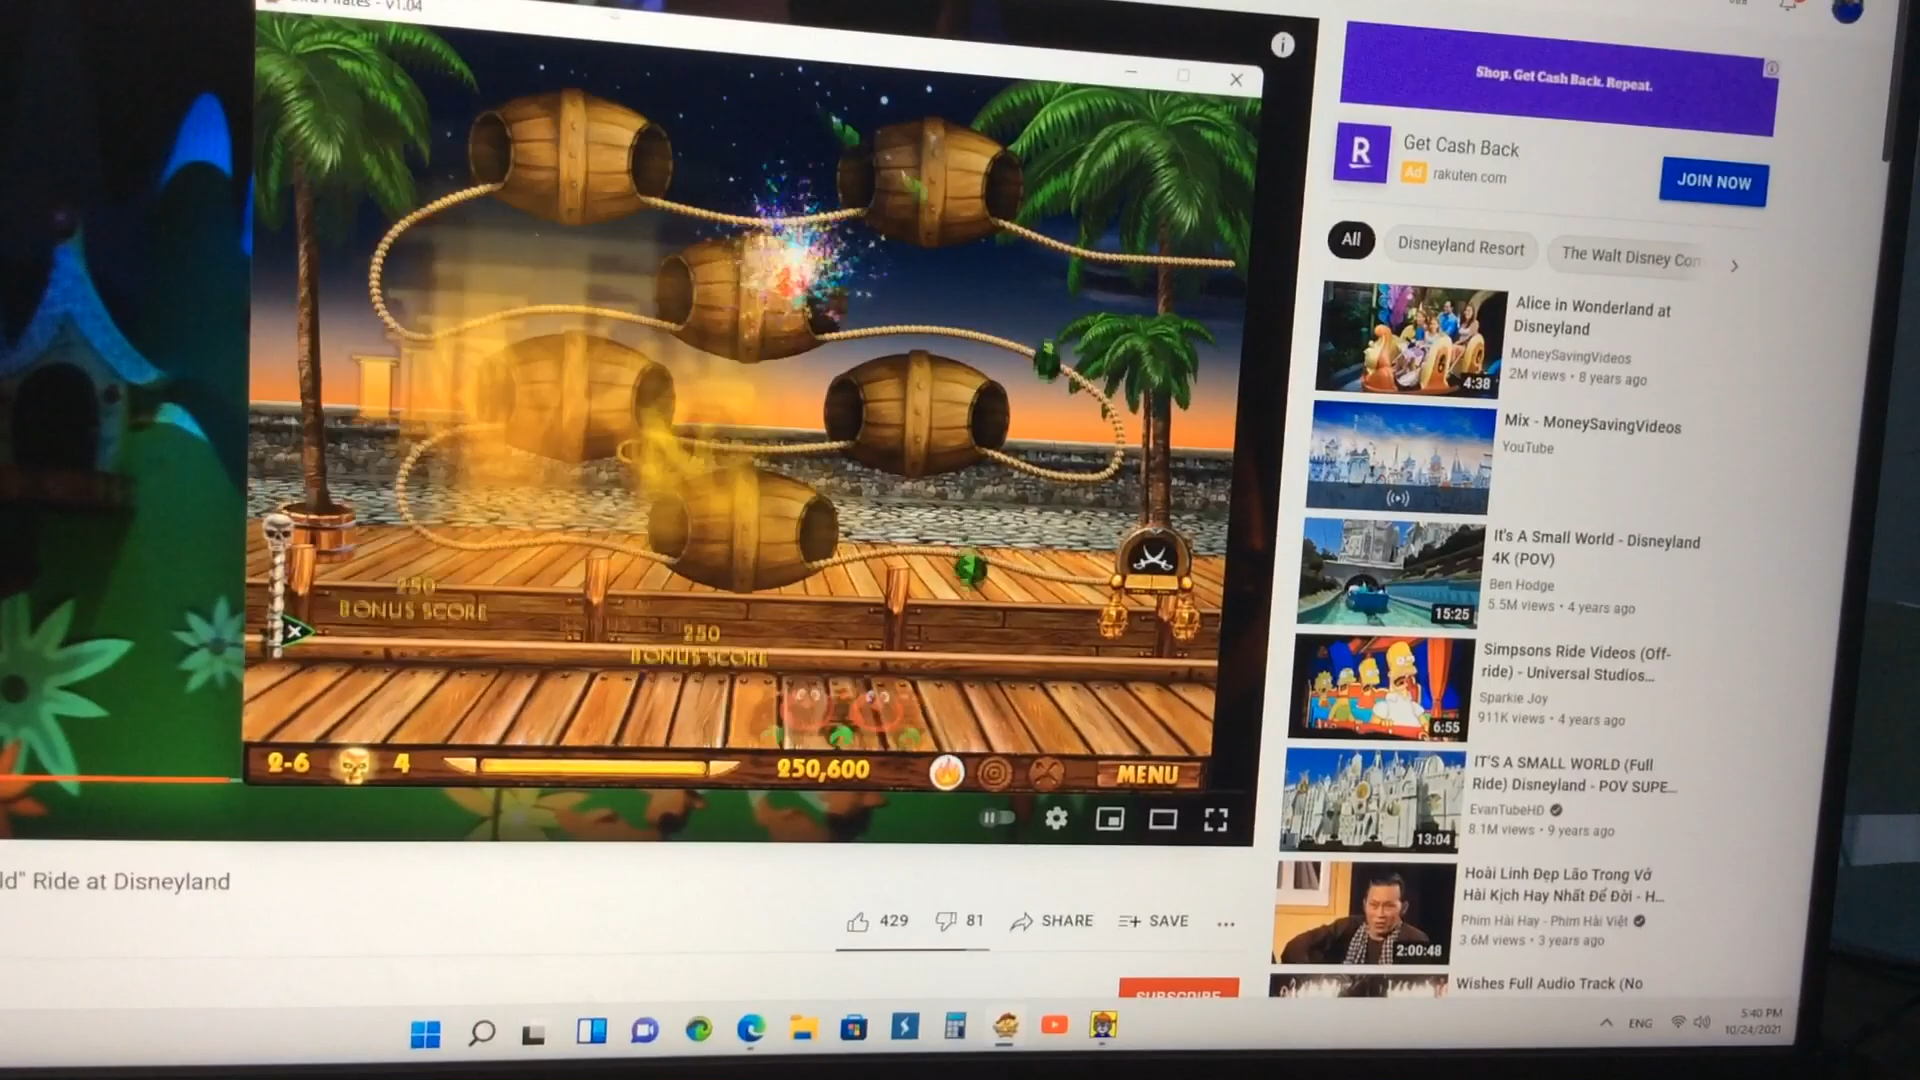 Pirates - v1.04
Shop. Get Cash Back. Repeat.
R
Get Cash Back
Ad rakuten.com
JOIN NOW
All
Disneyland Resort
The Walt Disney Con
Alice in Wonderland at
Disneyland
MoneySavingVideos
2M views • 8 years ago
4:38
Mix - MoneySavingVideos
YouTube
It's A Small World - Disneyland
4K (POV)
Ben Hodge
5.5M views • 4 years ago
15:25
Simpsons Ride Videos (Off-
ride) - Universal Studios...
Sparkie Joy
911K views • 4 years ago
6:55
IT'S A SMALL WORLD (Full
Ride) Disneyland - POV SUPE...
EvanTubeHD
8.1M views • 9 years ago
13:04
Hoài Linh Đẹp Lão Trong Vở
Hài Kịch Hay Nhất Để Đời - H...
Phim Hài Hay - Phim Hài Việt
3.6M views • 3 years ago
2:00:48
Wishes Full Audio Track (No
250
BONUS SCORE
250
BONUS SCORE
2-6
4
250,600
MENU
ld" Ride at Disneyland
429
81
SHARE
SAVE
SUBSCRIBE
ENG
5:40 PM
10/24/2021